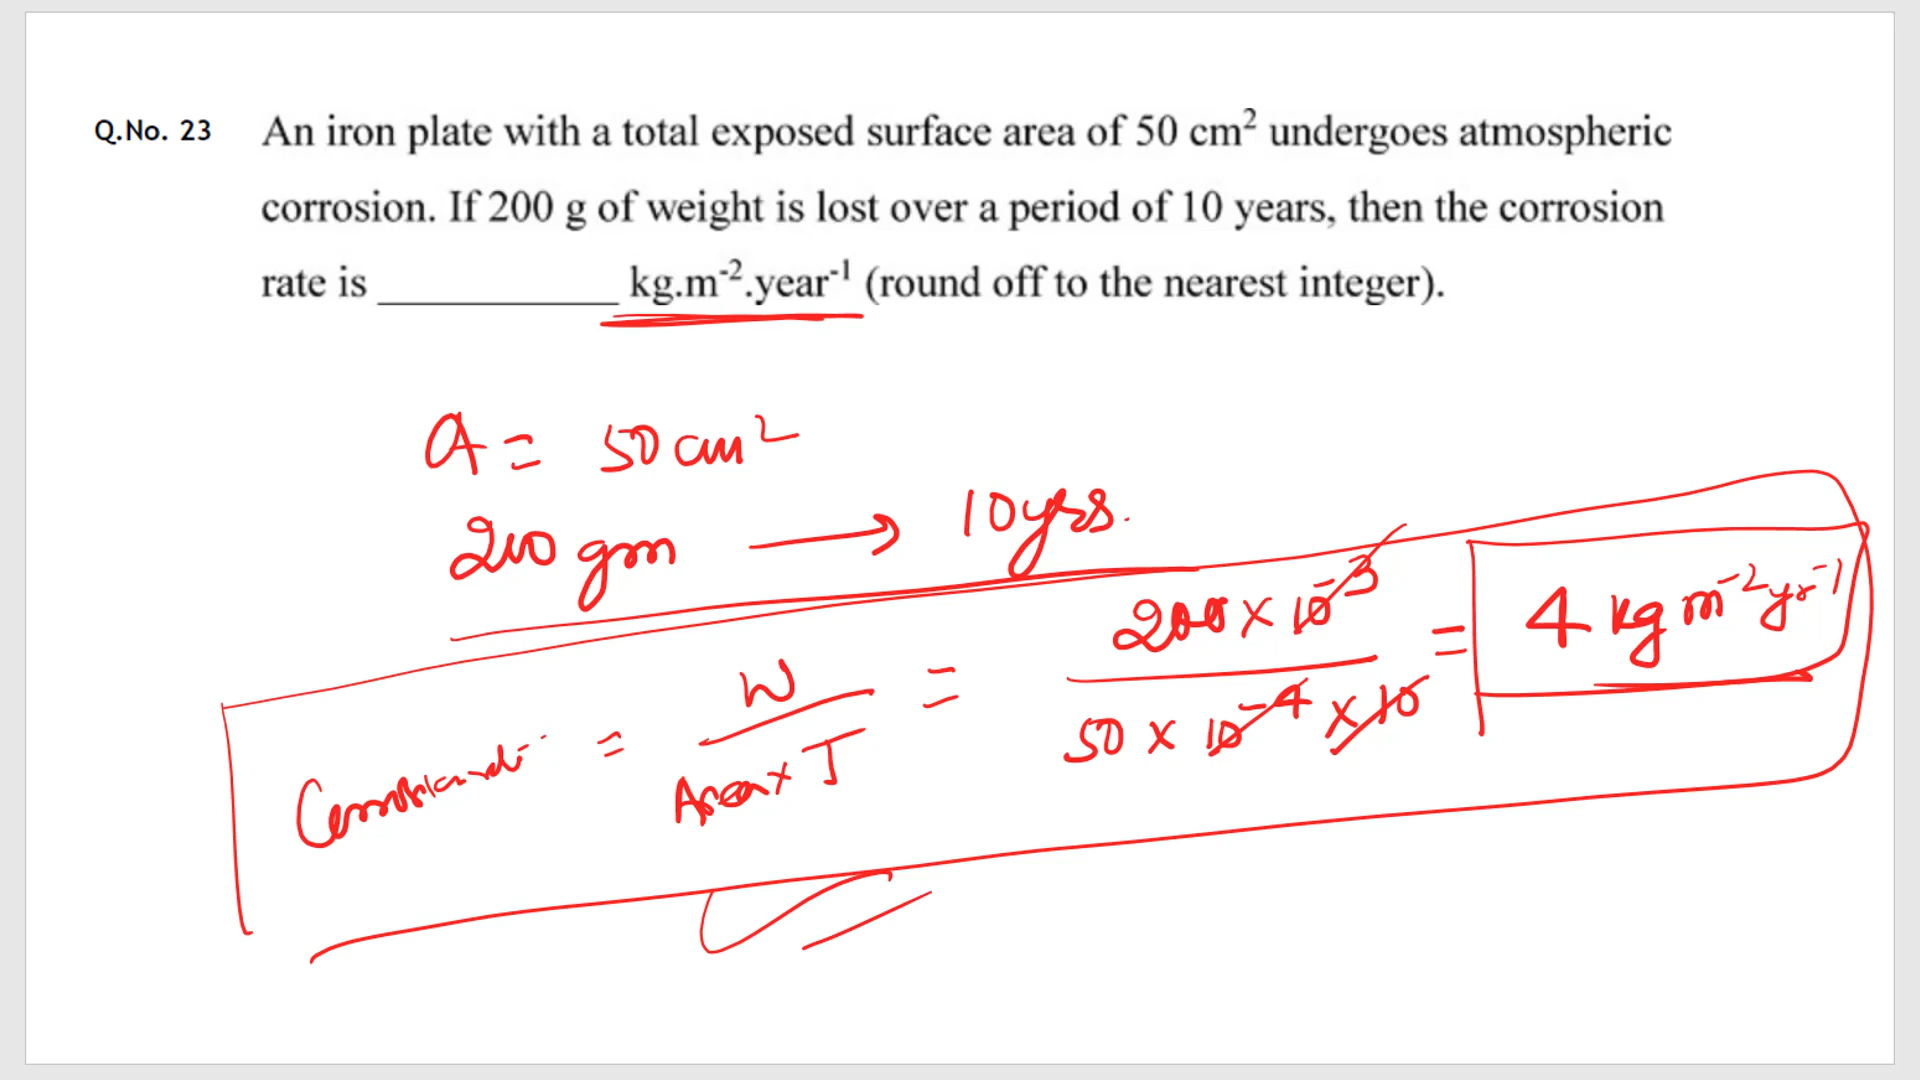 Q.No. 23 An iron plate with a total exposed surface area of 50 cm² undergoes atmospheric
corrosion. If 200 g of weight is lost over a period of 10 years, then the corrosion
rate is ____________ kg.m⁻².year⁻¹ (round off to the nearest integer).
A = 50 cm²
200 gm → 10 yrs.
= W / Area × T = 200 × 10⁻³ / 50 × 10⁻⁴ × 10 = 4 kg m⁻² yr⁻¹